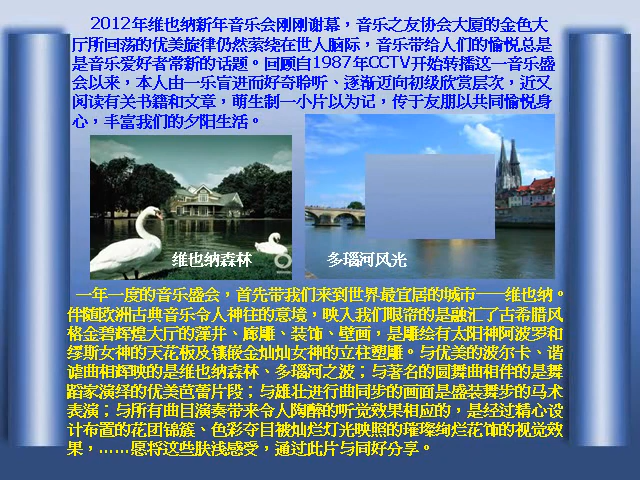 2012年维也纳新年音乐会刚刚谢幕，音乐之友协会大厦的金色大
厅所回荡的优美旋律仍然萦绕在世人脑际，音乐带给人们的愉悦总是
是音乐爱好者常新的话题。回顾自1987年CCTV开始转播这一音乐盛
会以来，本人由一乐盲进而好奇聆听、逐渐迈向初级欣赏层次，近又
阅读有关书籍和文章，萌生制一小片以为记，传于友朋以共同愉悦身
心，丰富我们的夕阳生活。
维也纳森林
多瑙河风光
一年一度的音乐盛会，首先带我们来到世界最宜居的城市——维也纳。
伴随欧洲古典音乐令人神往的意境，映入我们眼帘的是融汇了古希腊风
格金碧辉煌大厅的藻井、廊雕、装饰、壁画，是雕绘有太阳神阿波罗和
缪斯女神的天花板及镶嵌金灿灿女神的立柱塑雕。与优美的波尔卡、谐
谑曲相辉映的是维也纳森林、多瑙河之波；与著名的圆舞曲相伴的是舞
蹈家演绎的优美芭蕾片段；与雄壮进行曲同步的画面是盛装舞步的马术
表演；与所有曲目演奏带来令人陶醉的听觉效果相应的，是经过精心设
计布置的花团锦簇、色彩夺目被灿烂灯光映照的璀璨绚烂花饰的视觉效
果，……愿将这些肤浅感受，通过此片与同好分享。